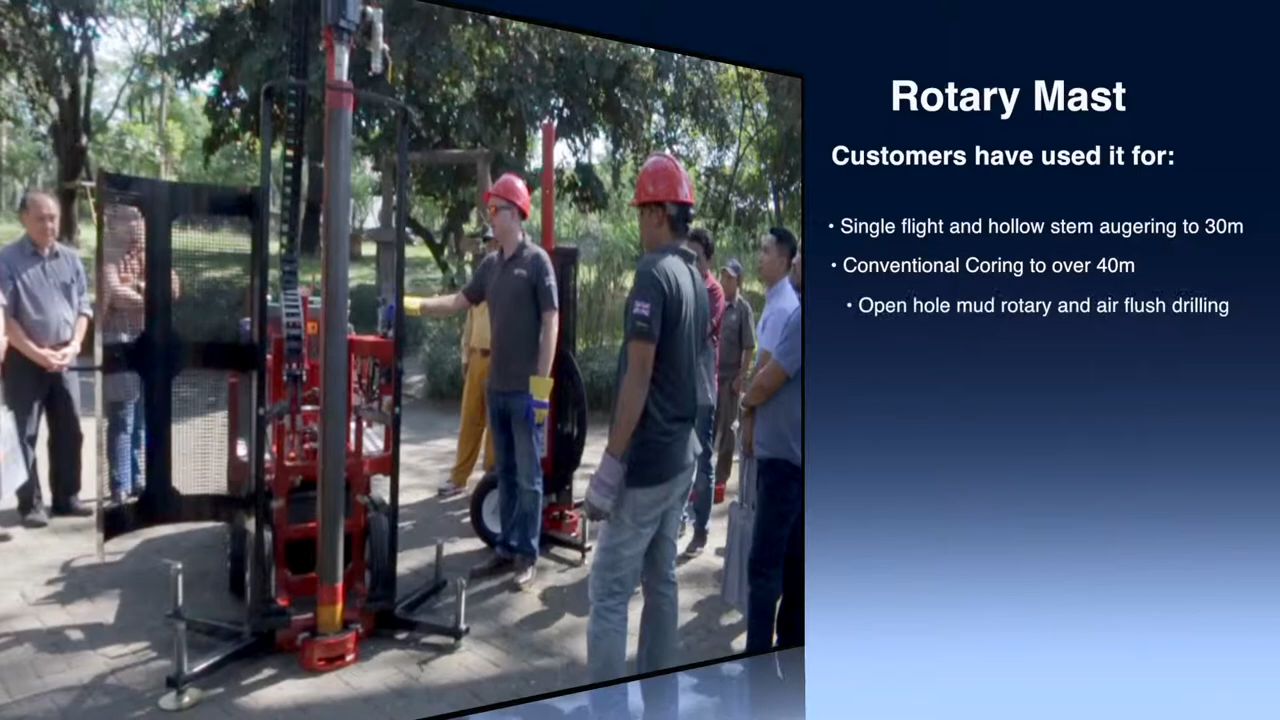 Rotary Mast
Customers have used it for:
• Single flight and hollow stem augering to 30m
• Conventional Coring to over 40m
• Open hole mud rotary and air flush drilling